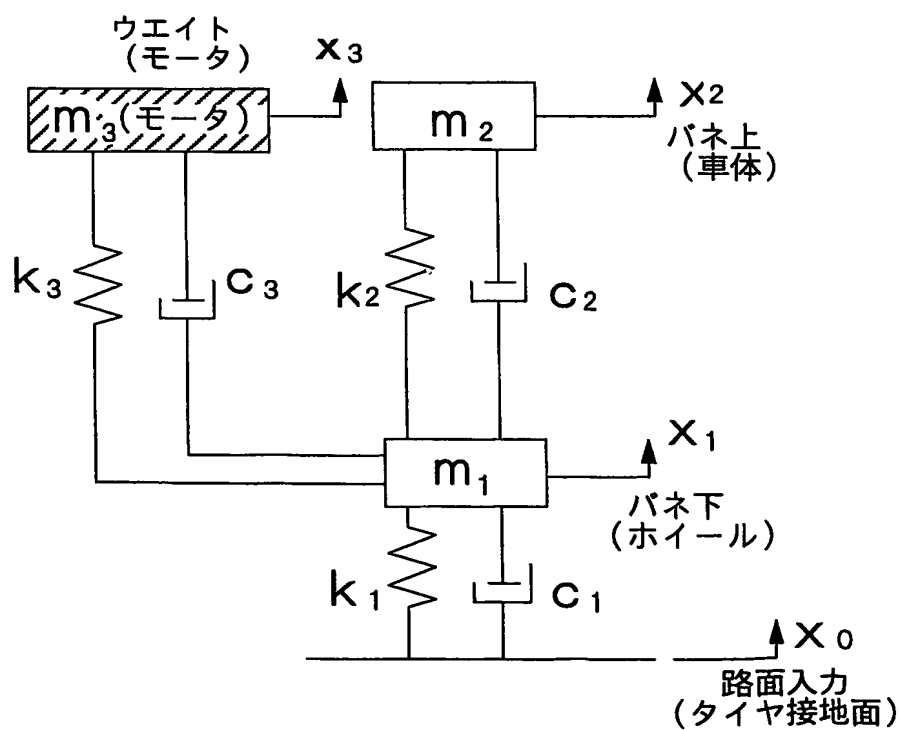 ウエイト
(モータ)
x3
m3(モータ)
m2
x2
バネ上
(車体)
k3
c3
k2
c2
x1
m1
バネ下
(ホイール)
k1
c1
x0
路面入力
(タイヤ接地面)